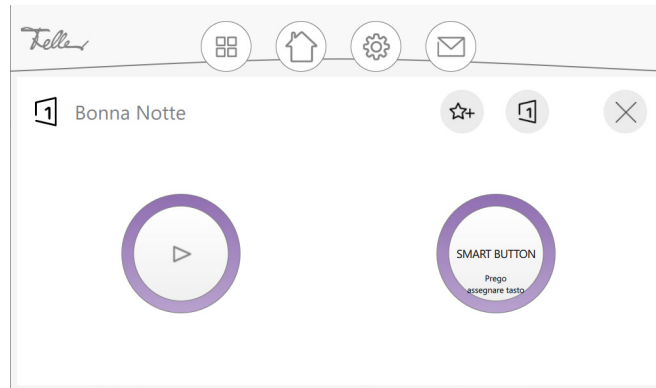 Feller
1 Bonna Notte
1
SMART BUTTON
Prego
assegnare tasto